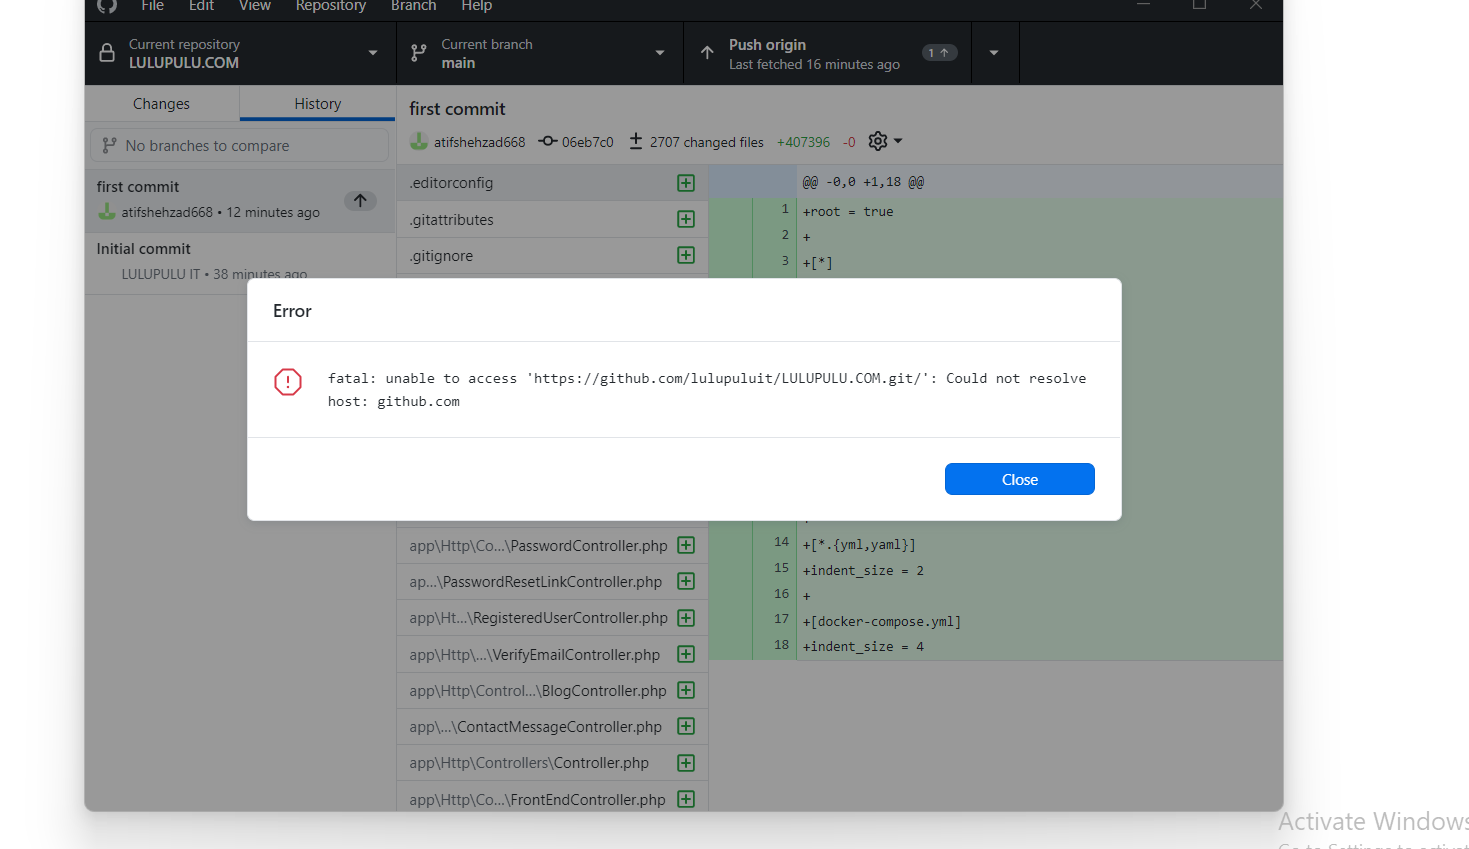 File Edit View Repository Branch Help
Current repository
LULUPULU.COM
Current branch
main
Push origin
Last fetched 16 minutes ago
1
Changes
History
No branches to compare
first commit
atifshehzad668 • 12 minutes ago
Initial commit
LULUPULU IT • 38 minutes ago
first commit
atifshehzad668 06eb7c0 2707 changed files +407396 -0
.editorconfig
.gitattributes
.gitignore
@@ -0,0 +1,18 @@
1 +root = true
2 +
3 +[*]
Error
fatal: unable to access 'https://github.com/lulupuluit/LULUPULU.COM.git/': Could not resolve
host: github.com
Close
app\Http\Co...\PasswordController.php
ap...\PasswordResetLinkController.php
app\Ht...\RegisteredUserController.php
app\Http\...\VerifyEmailController.php
app\Http\Control...\BlogController.php
app\...\ContactMessageController.php
app\Http\Controllers\Controller.php
app\Http\Co...\FrontEndController.php
14 +[*.{yml,yaml}]
15 +indent_size = 2
16 +
17 +[docker-compose.yml]
18 +indent_size = 4
Activate Windows